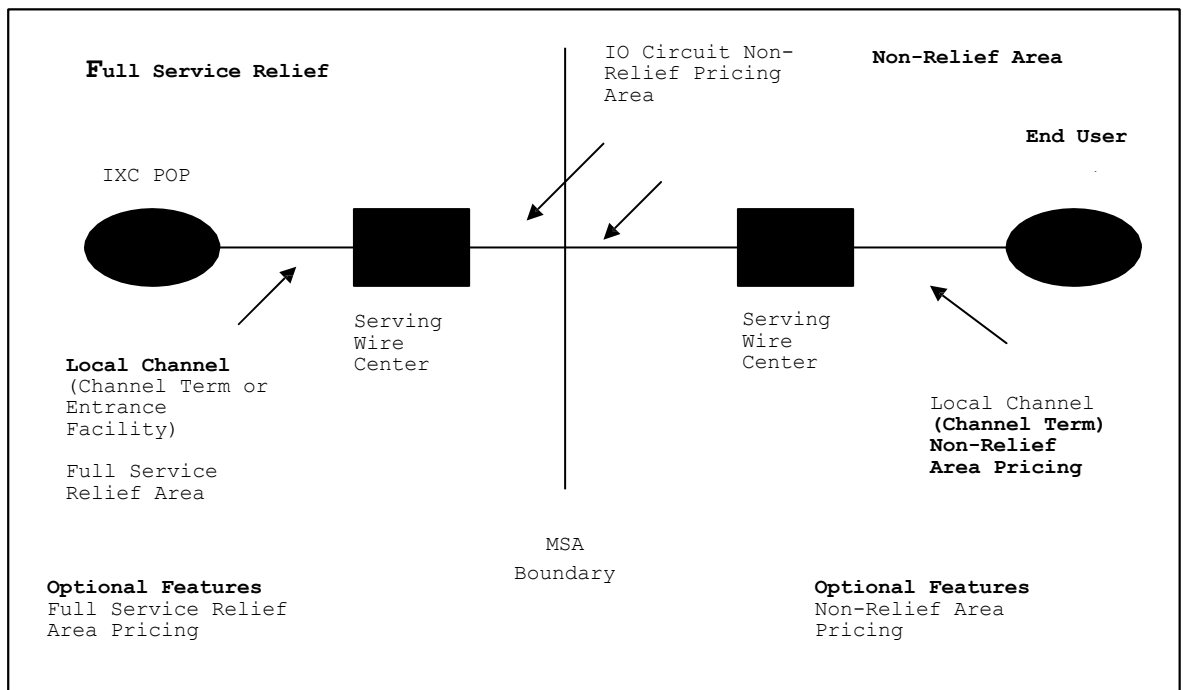 Full Service Relief
IO Circuit Non-
Relief Pricing
Area
Non-Relief Area
End User
IXC POP
Serving
Wire
Center
Serving
Wire
Center
Local Channel
(Channel Term or
Entrance
Facility)
Full Service
Relief Area
Local Channel
(Channel Term)
Non-Relief
Area Pricing
MSA
Boundary
Optional Features
Full Service Relief
Area Pricing
Optional Features
Non-Relief Area
Pricing